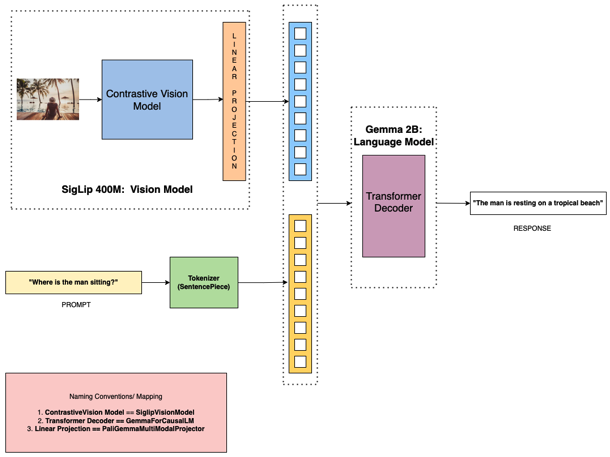 Contrastive Vision
Model
LINEAR PROJECTION
SigLip 400M: Vision Model
Gemma 2B:
Language Model
Transformer
Decoder
"The man is resting on a tropical beach"
RESPONSE
"Where is the man sitting?"
PROMPT
Tokenizer
(SentencePiece)
Naming Conventions/ Mapping
1. ContrastiveVision Model == SiglipVisionModel
2. Transformer Decoder == GemmaForCausalLM
3. Linear Projection == PaliGemmaMultiModalProjector